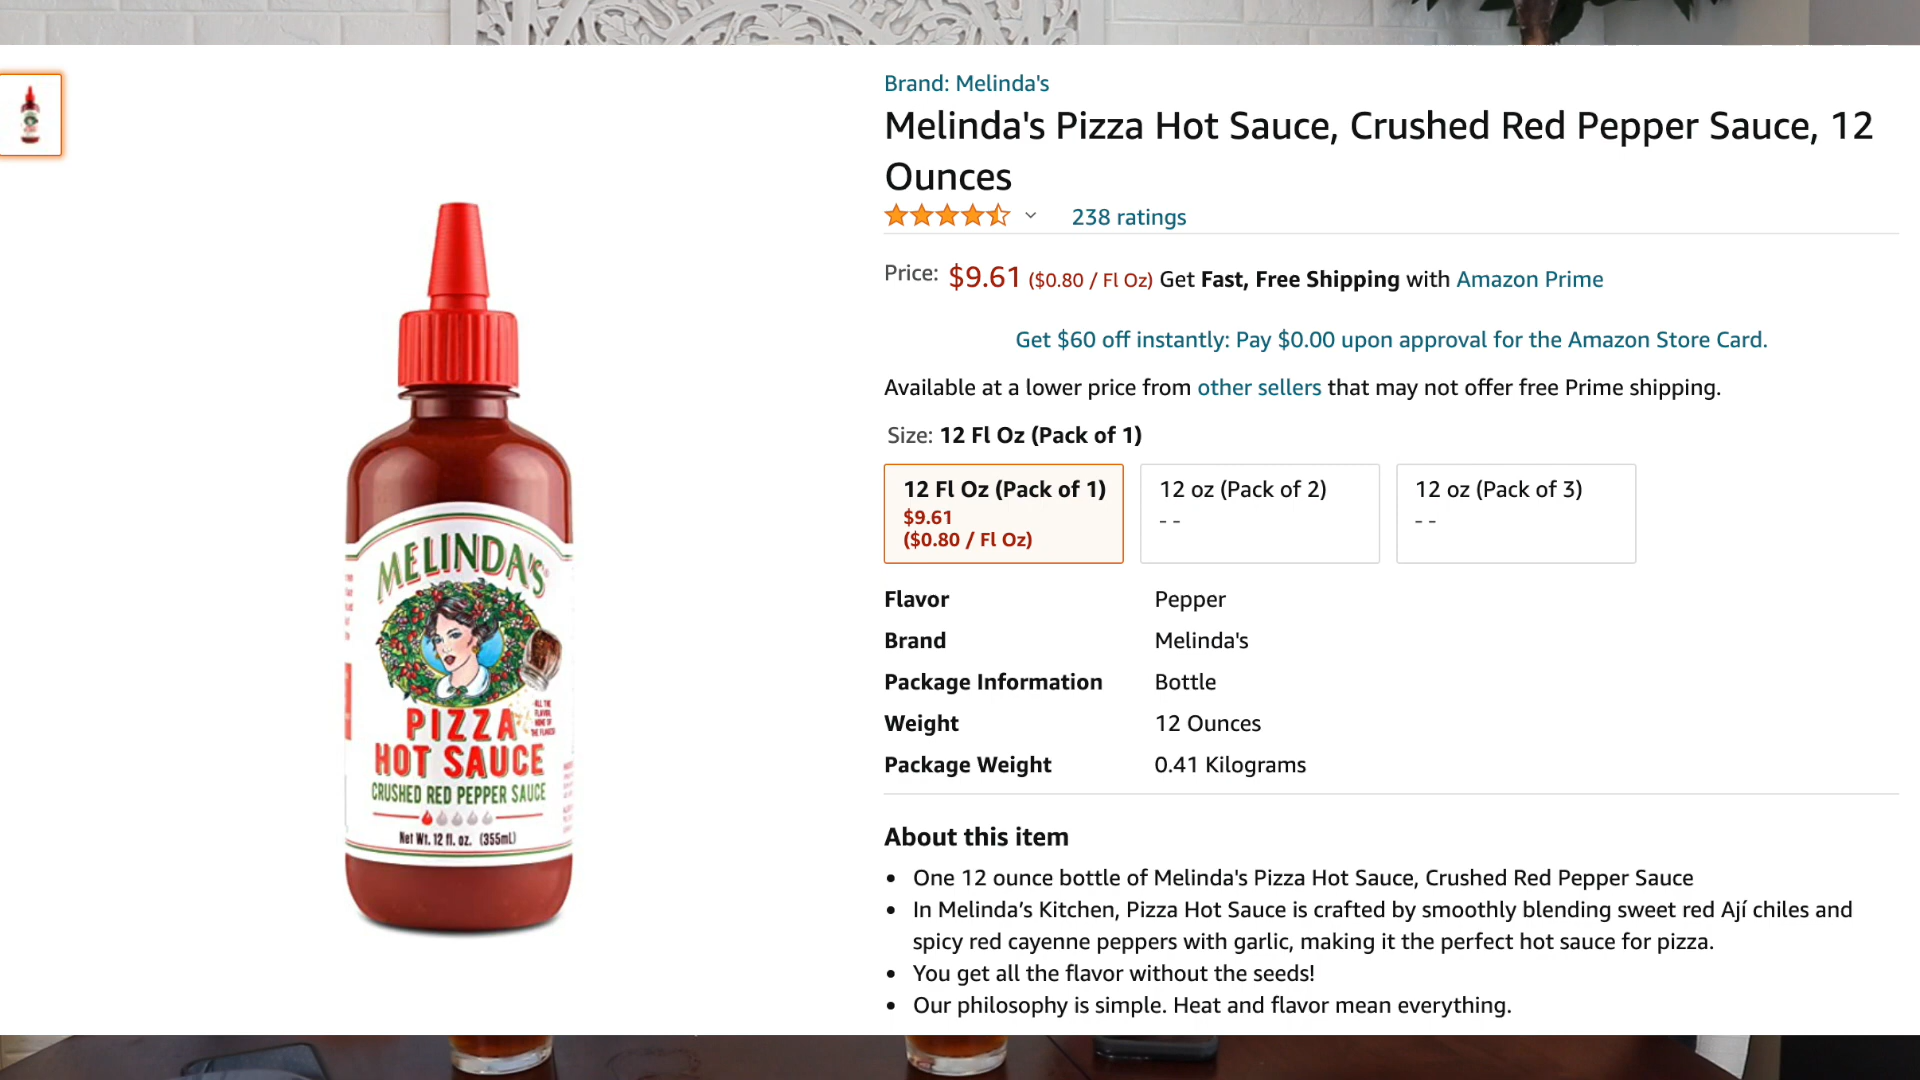 Brand: Melinda's
Melinda's Pizza Hot Sauce, Crushed Red Pepper Sauce, 12
Ounces
238 ratings
Price: $9.61 ($0.80 / Fl Oz) Get Fast, Free Shipping with Amazon Prime
Get $60 off instantly: Pay $0.00 upon approval for the Amazon Store Card.
Available at a lower price from other sellers that may not offer free Prime shipping.
Size: 12 Fl Oz (Pack of 1)
12 Fl Oz (Pack of 1)
$9.61
($0.80 / Fl Oz)
12 oz (Pack of 2)
--
12 oz (Pack of 3)
--
Flavor Pepper
Brand Melinda's
Package Information Bottle
Weight 12 Ounces
Package Weight 0.41 Kilograms
About this item
• One 12 ounce bottle of Melinda's Pizza Hot Sauce, Crushed Red Pepper Sauce
• In Melinda’s Kitchen, Pizza Hot Sauce is crafted by smoothly blending sweet red Ají chiles and
spicy red cayenne peppers with garlic, making it the perfect hot sauce for pizza.
• You get all the flavor without the seeds!
• Our philosophy is simple. Heat and flavor mean everything.
MELINDA'S
ALL THE
FLAVOR,
NONE OF
PIZZA
HOT SAUCE
CRUSHED RED PEPPER SAUCE
Net Wt. 12 fl. oz. (355mL)